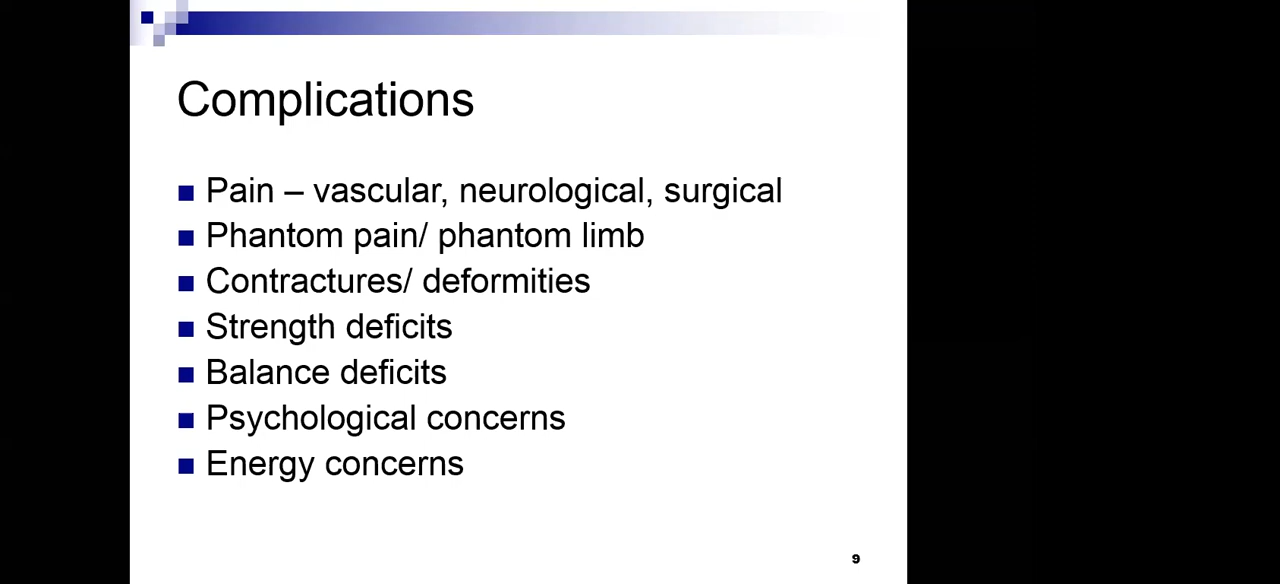 Complications
Pain – vascular, neurological, surgical
Phantom pain/ phantom limb
Contractures/ deformities
Strength deficits
Balance deficits
Psychological concerns
Energy concerns
9